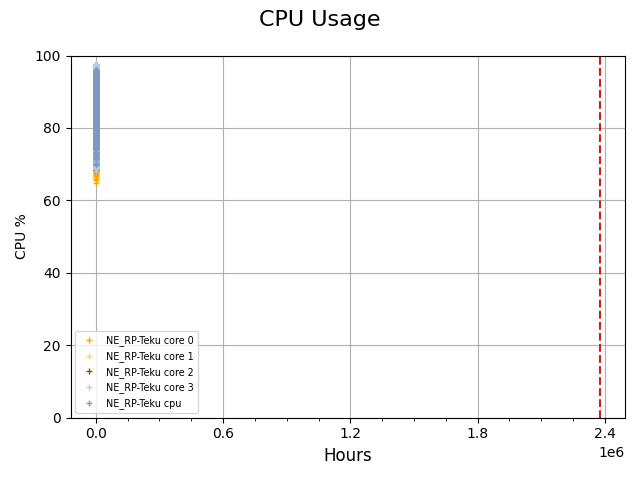 CPU Usage
100
80
60
40
20
0
CPU %
NE_RP-Teku core 0
NE_RP-Teku core 1
NE_RP-Teku core 2
NE_RP-Teku core 3
NE_RP-Teku cpu
0.0 0.6 1.2 1.8 2.4
1e6
Hours